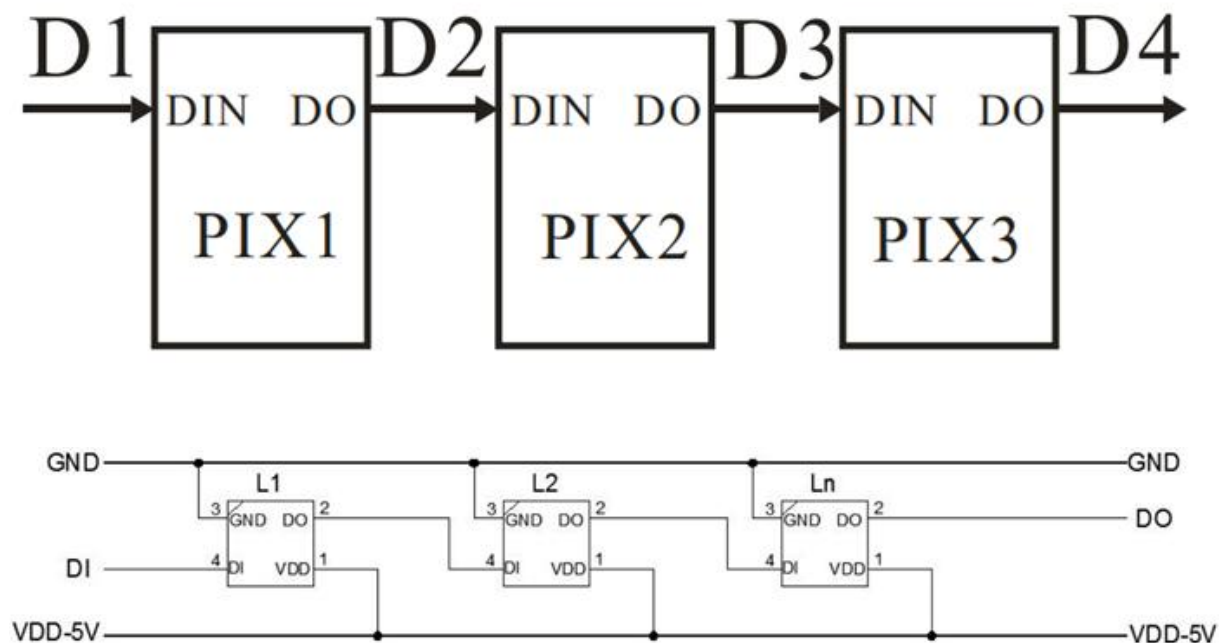 D1 D2 D3 D4
DIN DO DIN DO DIN DO
PIX1 PIX2 PIX3
GND GND
L1 L2 Ln
3 GND DO 2 3 GND DO 2 3 GND DO 2 DO
DI 4 DI VDD 1 4 DI VDD 1 4 DI VDD 1
VDD-5V VDD-5V